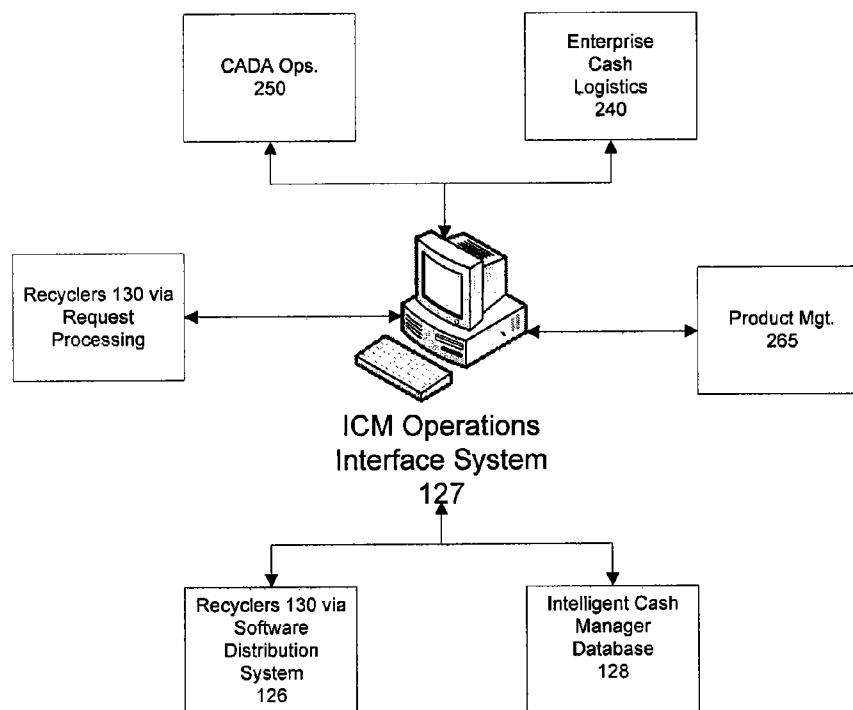 CADA Ops.
250
Enterprise
Cash
Logistics
240
Recyclers 130 via
Request
Processing
Product Mgt.
265
ICM Operations
Interface System
127
Recyclers 130 via
Software
Distribution
System
126
Intelligent Cash
Manager
Database
128